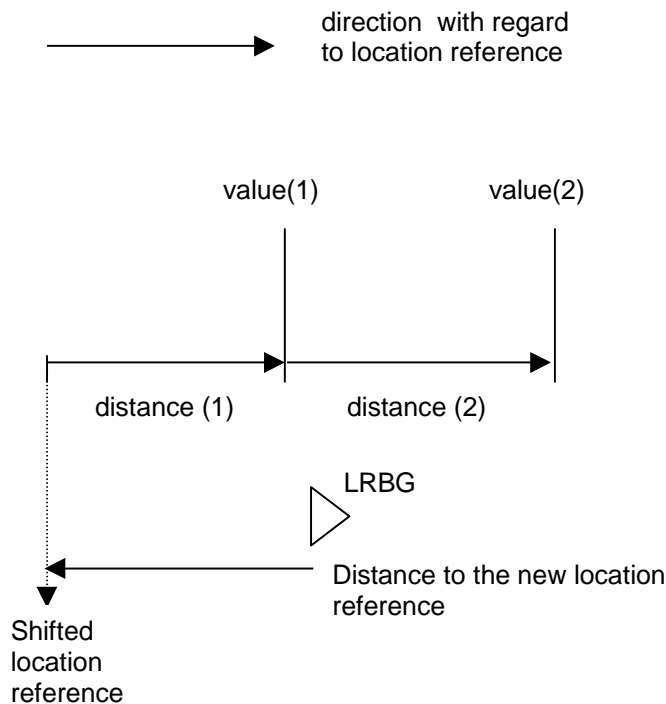 direction with regard
to location reference
value(1)
value(2)
distance (1)
distance (2)
LRBG
Distance to the new location
reference
Shifted
location
reference